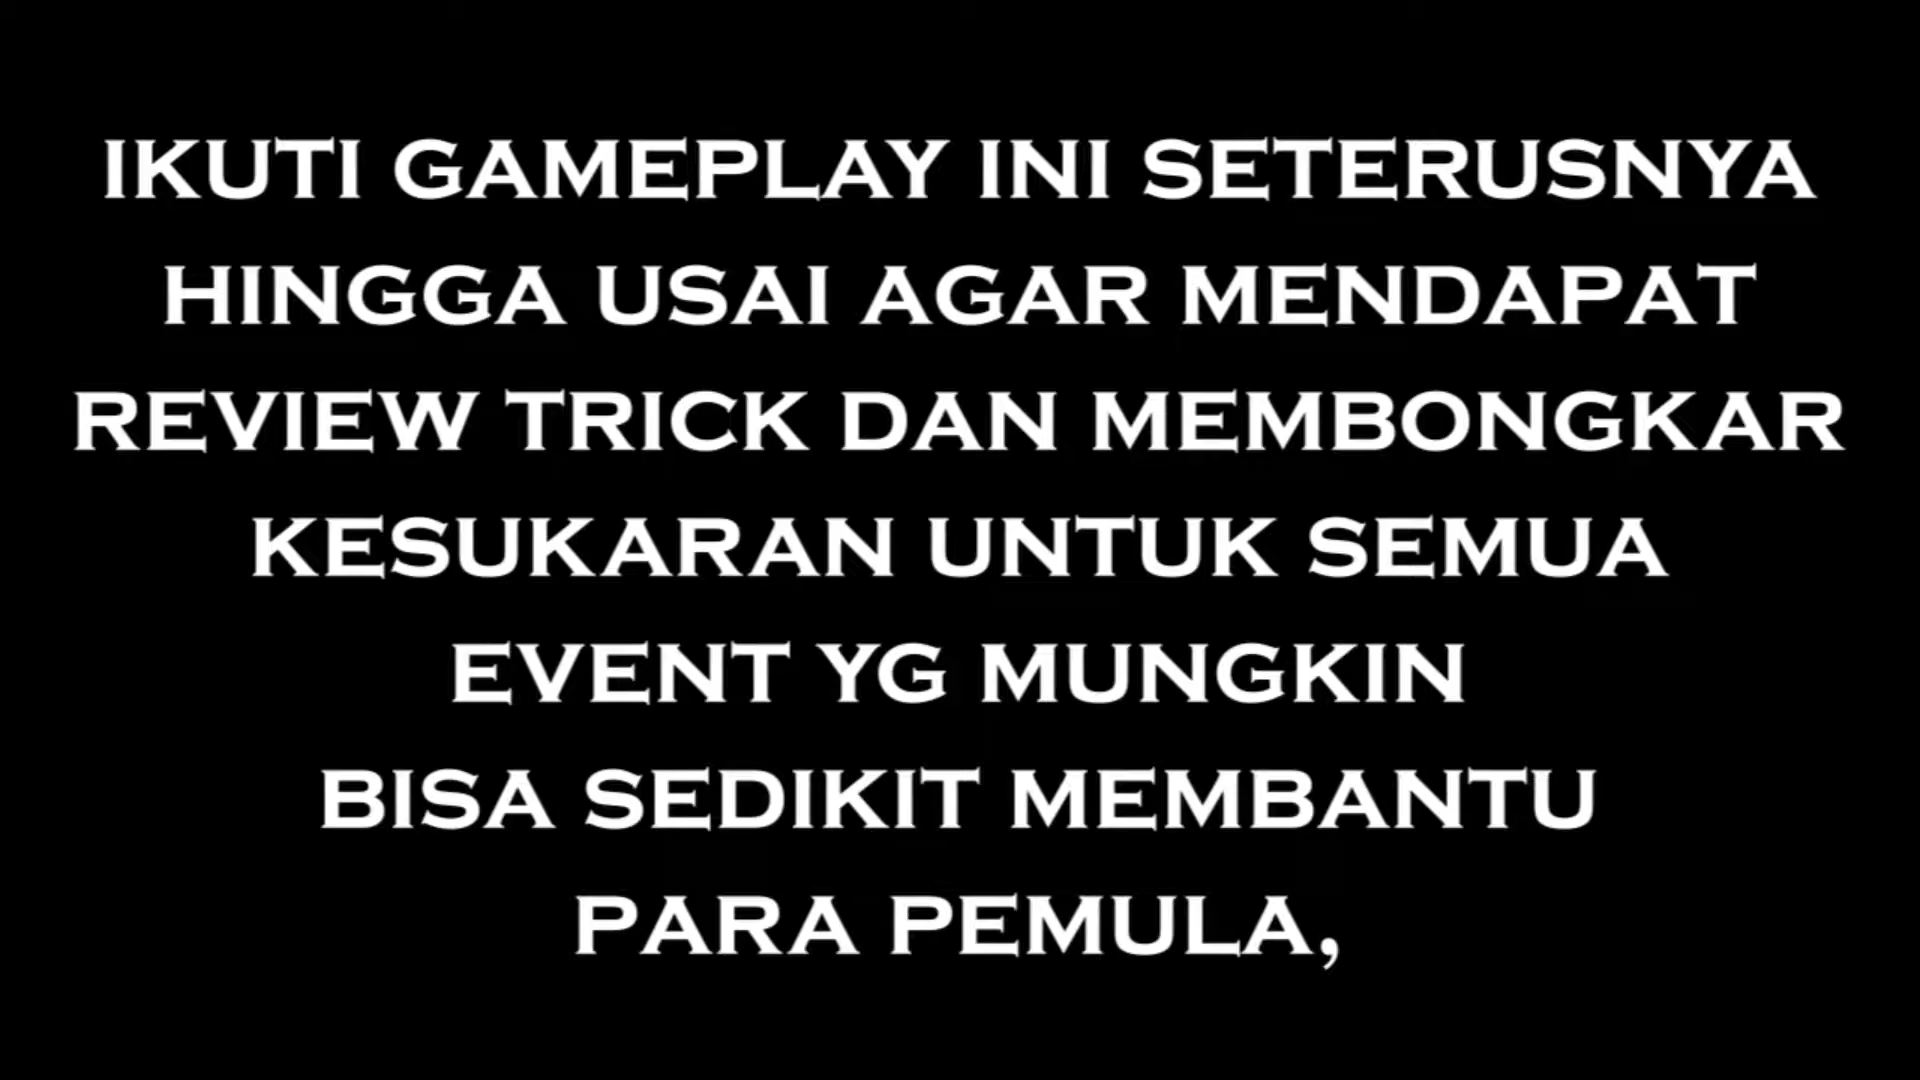 IKUTI GAMEPLAY INI SETERUSNYA
HINGGA USAI AGAR MENDAPAT
REVIEW TRICK DAN MEMBONGKAR
KESUKARAN UNTUK SEMUA
EVENT YG MUNGKIN
BISA SEDIKIT MEMBANTU
PARA PEMULA,